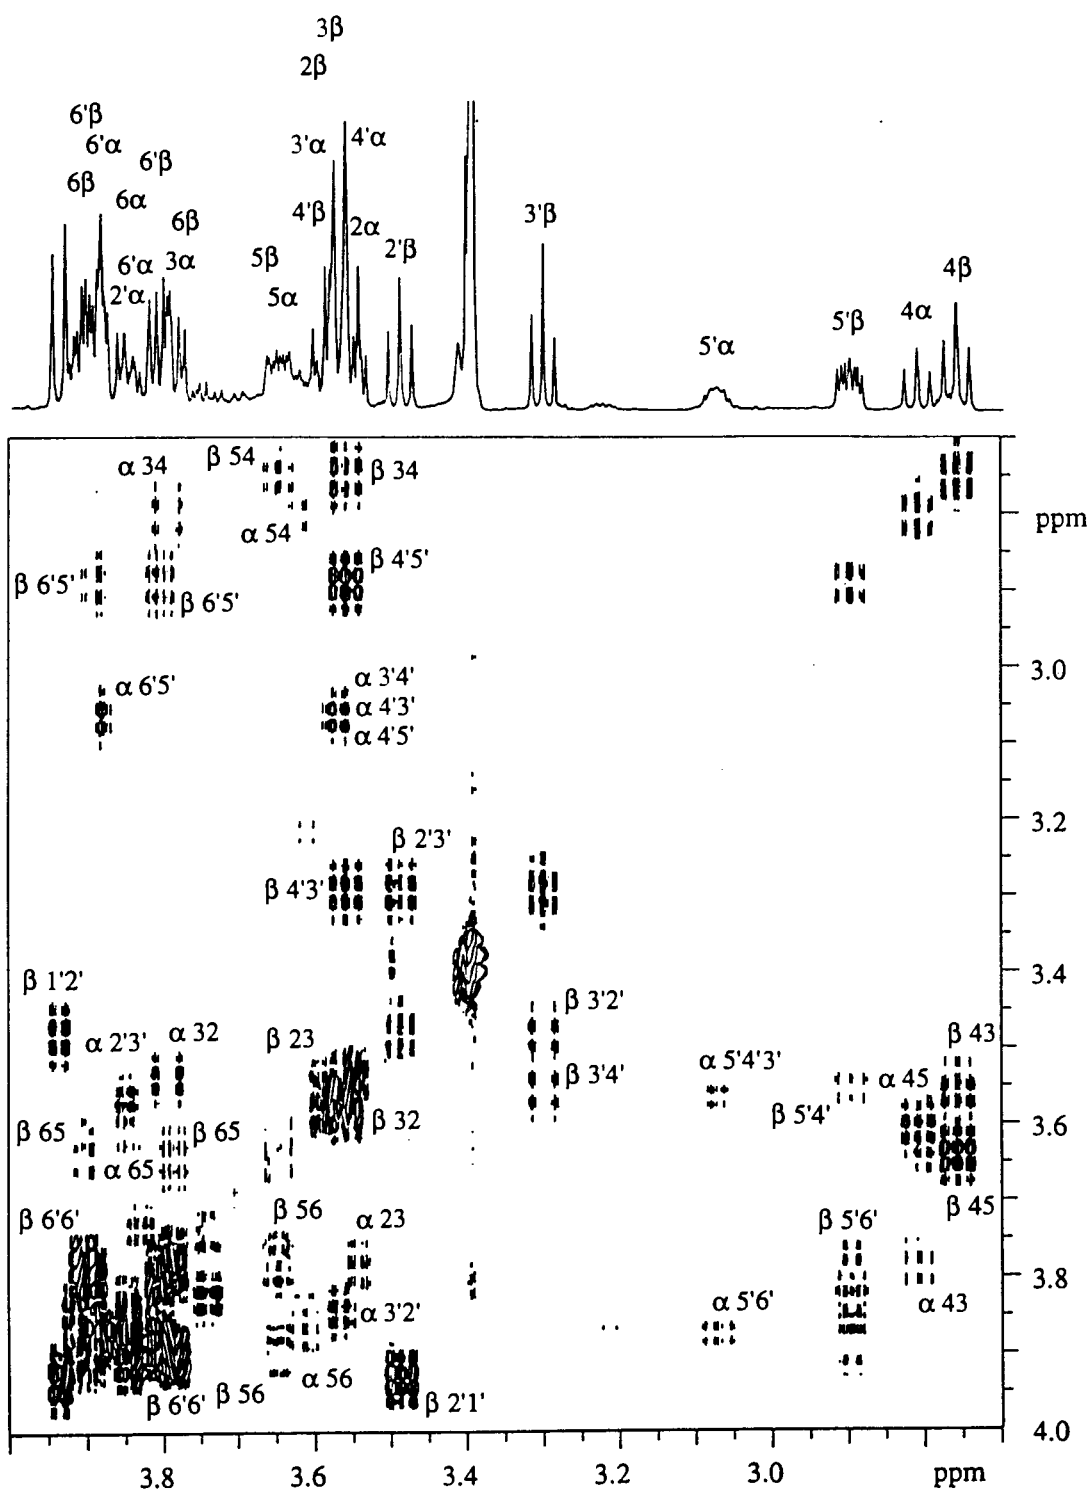 3β
2β
6'β
6'α
6'β
3'α
4'α
6β
6α
6β
4'β
2α
3'β
6'α
3α
5β
2'β
4β
2'α
5α
4α
5'β
5'α
α 34
β 54
β 34
α 54
ppm
β 6'5'
β 6'5'
β 4'5'
α 6'5'
α 3'4'
α 4'3'
α 4'5'
3.0
3.2
β 2'3'
β 4'3'
3.4
β 1'2'
β 3'2'
α 2'3'
α 32
β 23
β 43
α 5'4'3'
β 3'4'
α 45
β 5'4'
3.6
β 65
β 65
β 32
α 65
β 6'6'
β 56
α 23
β 5'6'
β 45
3.8
α 3'2'
α 5'6'
α 43
β 6'6'
β 56
α 56
β 2'1'
4.0
3.8
3.6
3.4
3.2
3.0
ppm